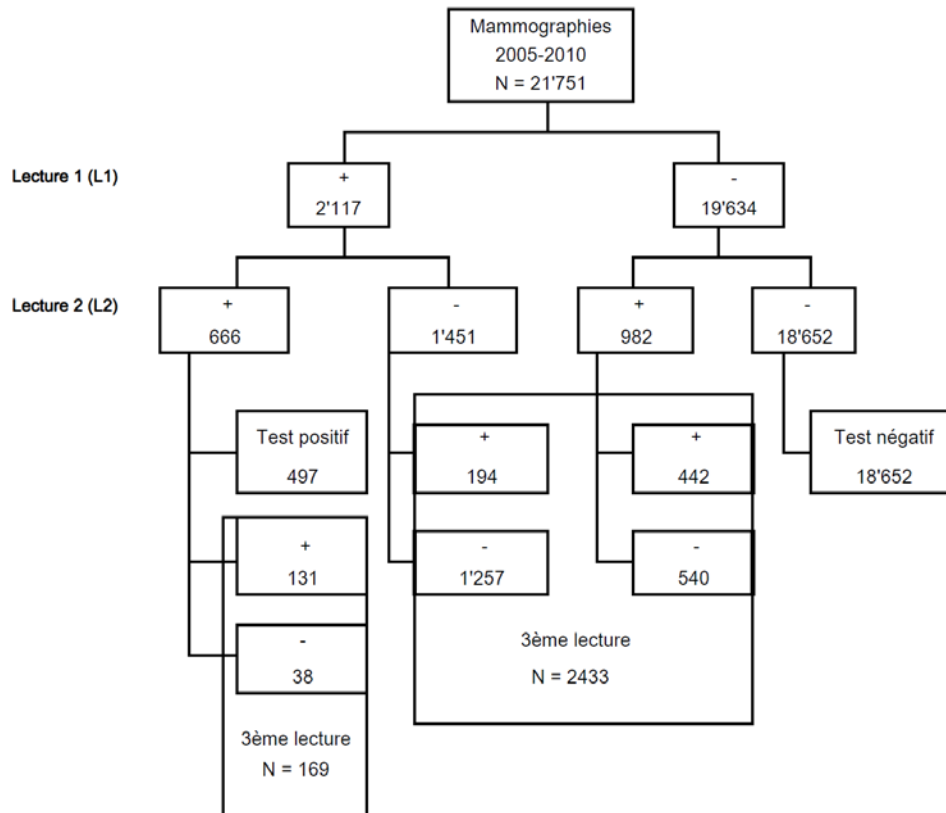 Mammographies
2005-2010
N = 21'751
Lecture 1 (L1)
+
2'117
-
19'634
Lecture 2 (L2)
+
666
-
1'451
+
982
-
18'652
Test positif
497
+
194
+
442
Test négatif
18'652
+
131
-
1'257
-
540
-
38
3ème lecture
N = 2433
3ème lecture
N = 169